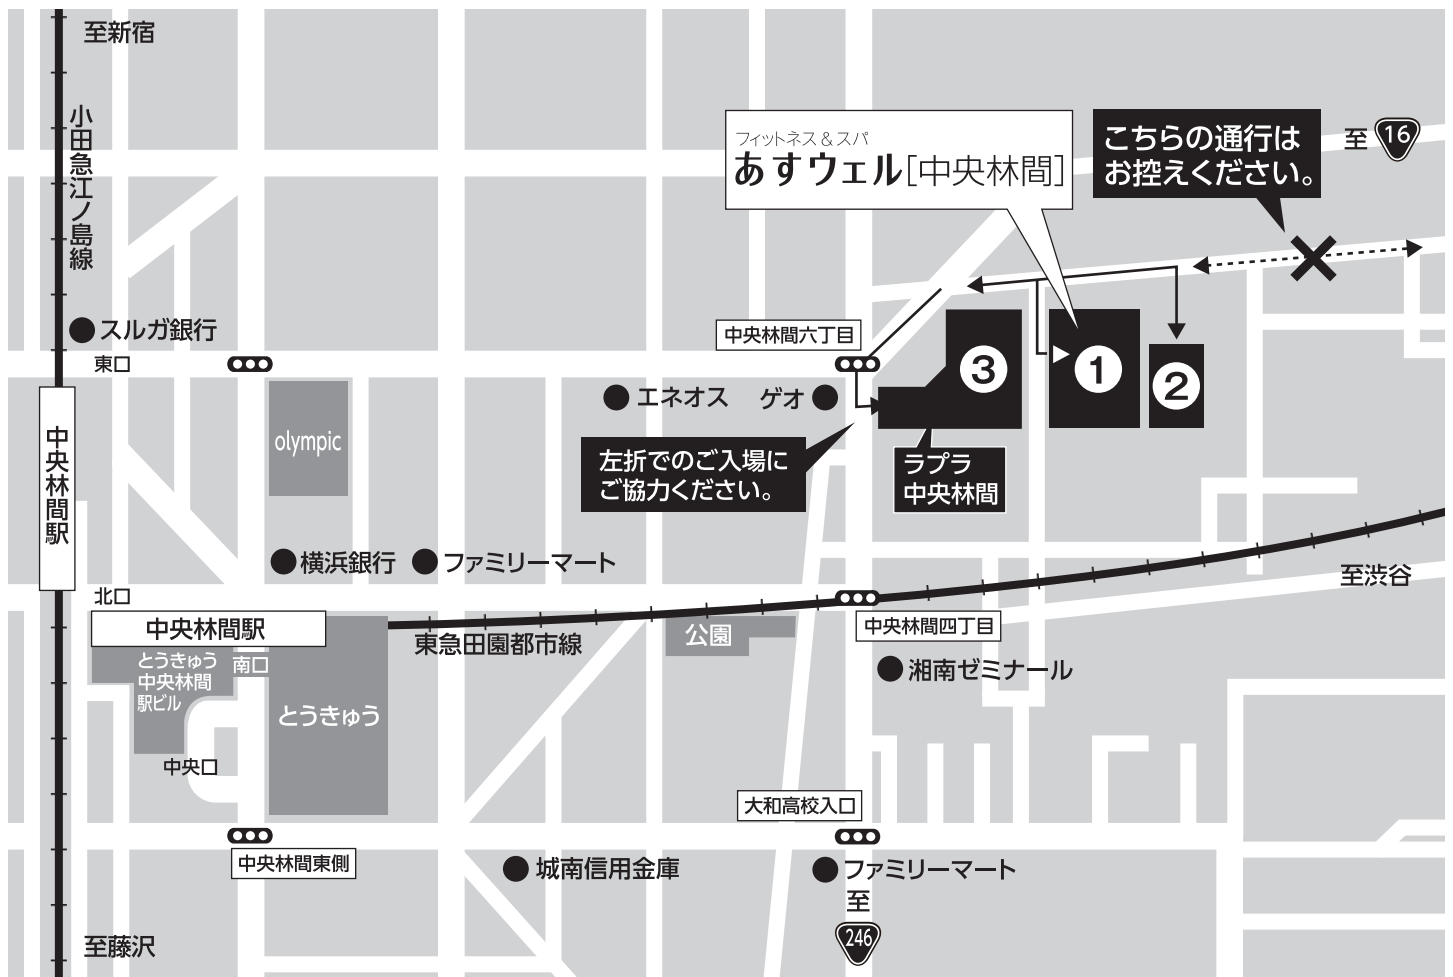 至新宿
小田急江ノ島線
フィットネス&スパ
あすウェル[中央林間]
こちらの通行は
お控えください。
至 16
スルガ銀行
東口
中央林間六丁目
エネオス
ゲオ
3
1
2
olympic
左折でのご入場に
ご協力ください。
ラプラ
中央林間
中央林間駅
横浜銀行
ファミリーマート
至渋谷
北口
中央林間駅
東急田園都市線
公園
中央林間四丁目
湘南ゼミナール
とうきゅう
中央林間
駅ビル
南口
とうきゅう
中央口
大和高校入口
中央林間東側
城南信用金庫
ファミリーマート
至
246
至藤沢